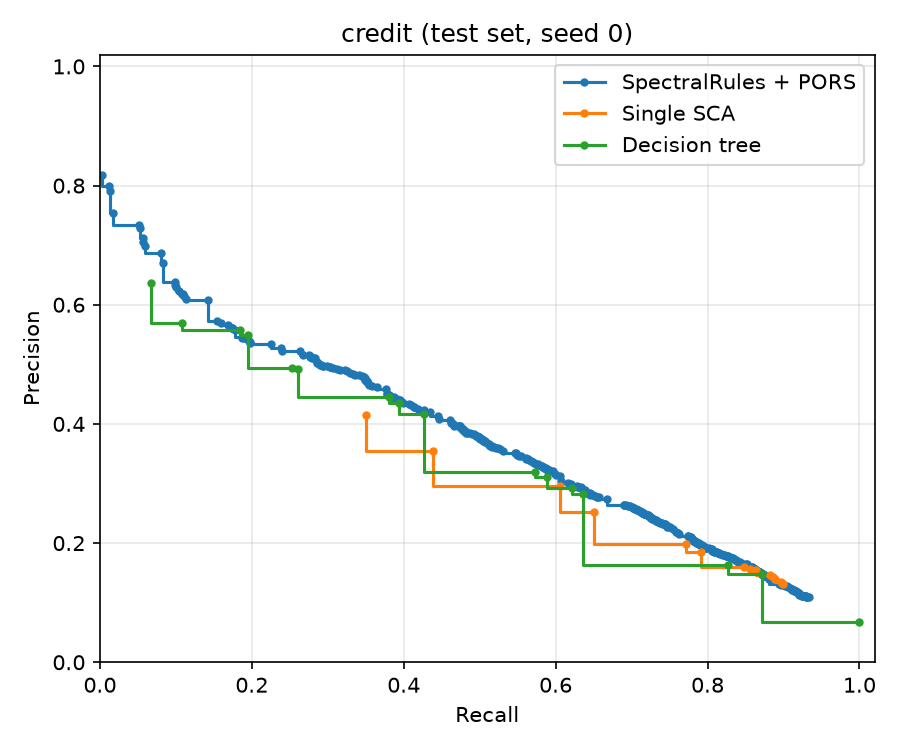 credit (test set, seed 0)
SpectralRules + PORS
Single SCA
Decision tree
Precision
1.0
0.8
0.6
0.4
0.2
0.0
0.0 0.2 0.4 0.6 0.8 1.0
Recall